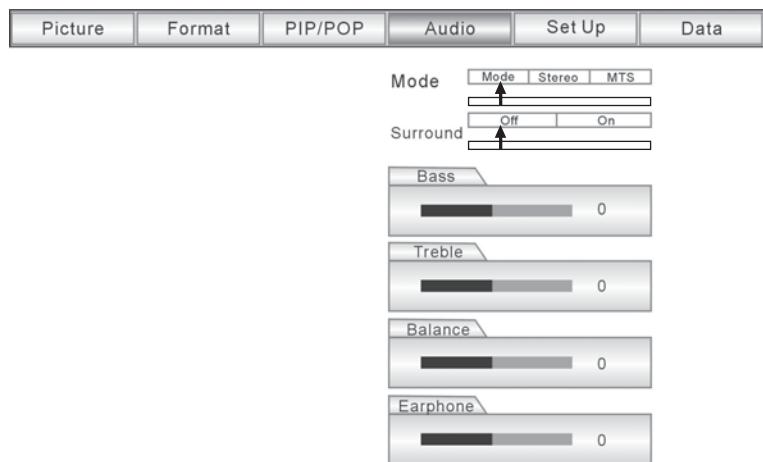 Picture Format PIP/POP Audio Set Up Data
Mode Mode Stereo MTS
Surround Off On
Bass
0
Treble
0
Balance
0
Earphone
0